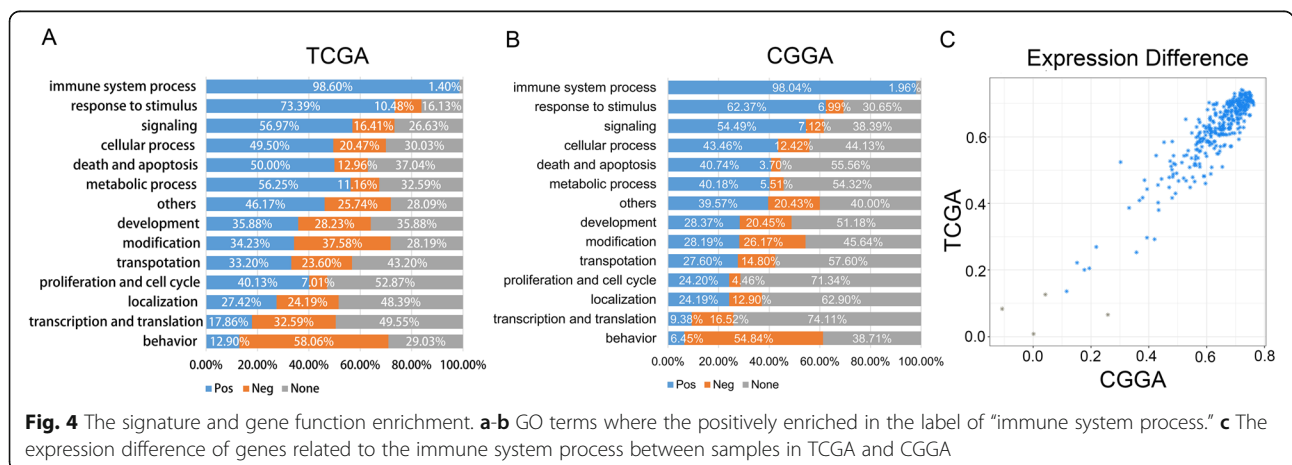 A
TCGA
immune system process 98.60% 1.40%
response to stimulus 73.39% 10.48% 16.13%
signaling 56.97% 16.41% 26.63%
cellular process 49.50% 20.47% 30.03%
death and apoptosis 50.00% 12.96% 37.04%
metabolic process 56.25% 11.16% 32.59%
others 46.17% 25.74% 28.09%
development 35.88% 28.23% 35.88%
modification 34.23% 37.58% 28.19%
transpotation 33.20% 23.60% 43.20%
proliferation and cell cycle 40.13% 7.01% 52.87%
localization 27.42% 24.19% 48.39%
transcription and translation 17.86% 32.59% 49.55%
behavior 12.90% 58.06% 29.03%
0.00% 20.00% 40.00% 60.00% 80.00% 100.00%
Pos Neg None
B
CGGA
immune system process 98.04% 1.96%
response to stimulus 62.37% 6.99% 30.65%
signaling 54.49% 7.12% 38.39%
cellular process 43.46% 12.42% 44.13%
death and apoptosis 40.74% 3.70% 55.56%
metabolic process 40.18% 5.51% 54.32%
others 39.57% 20.43% 40.00%
development 28.37% 20.45% 51.18%
modification 28.19% 26.17% 45.64%
transpotation 27.60% 14.80% 57.60%
proliferation and cell cycle 24.20% 4.46% 71.34%
localization 24.19% 12.90% 62.90%
transcription and translation 9.38% 16.52% 74.11%
behavior 6.45% 54.84% 38.71%
0.00% 20.00% 40.00% 60.00% 80.00% 100.00%
Pos Neg None
C
Expression Difference
TCGA
0.6
0.4
0.2
0.0
0.0 0.2 0.4 0.6 0.8
CGGA
Fig. 4 The signature and gene function enrichment. a-b GO terms where the positively enriched in the label of “immune system process.” c The
expression difference of genes related to the immune system process between samples in TCGA and CGGA